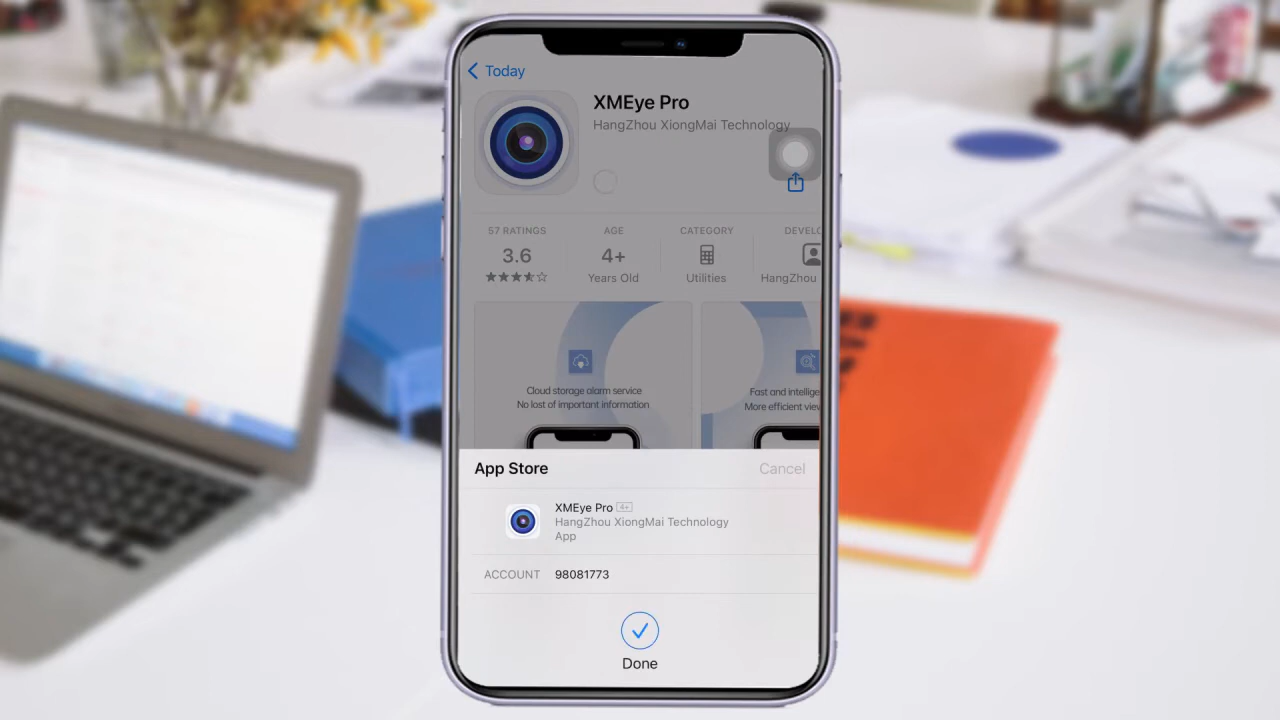 Today
XMEye Pro
HangZhou XiongMai Technology
57 RATINGS
3.6
AGE
4+
Years Old
CATEGORY
Utilities
DEVELO
HangZhou
Cloud storage alarm service
No lost of important information
Fast and intellige
More efficient view
App Store
Cancel
XMEye Pro 4+
HangZhou XiongMai Technology
App
ACCOUNT 98081773
Done